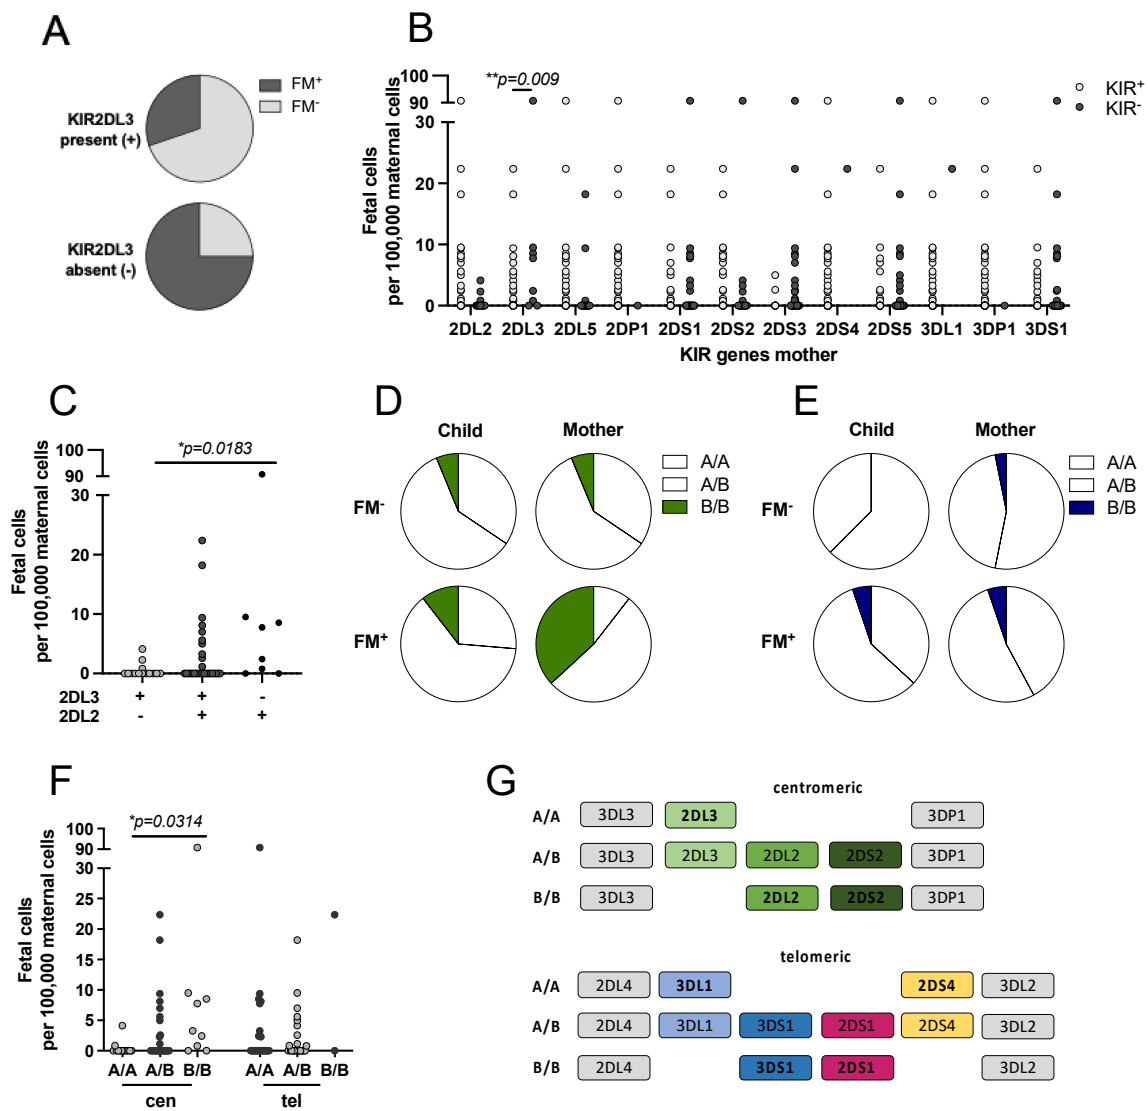 A
FM⁺
FM⁻
KIR2DL3
present (+)
KIR2DL3
absent (-)
B
**p=0.009
KIR⁺
KIR⁻
100
90
30
20
10
0
Fetal cells
per 100,000 maternal cells
2DL2 2DL3 2DL5 2DP1 2DS1 2DS2 2DS3 2DS4 2DS5 3DL1 3DP1 3DS1
KIR genes mother
C
*p=0.0183
100
90
30
20
10
0
Fetal cells
per 100,000 maternal cells
2DL3 + + -
2DL2 - + +
D
Child Mother
A/A
A/B
B/B
FM⁻
FM⁺
E
Child Mother
A/A
A/B
B/B
FM⁻
FM⁺
F
*p=0.0314
100
90
30
25
20
15
10
5
0
Fetal cells
per 100,000 maternal cells
A/A A/B B/B A/A A/B B/B
cen tel
G
centromeric
A/A 3DL3 2DL3 3DP1
A/B 3DL3 2DL3 2DL2 2DS2 3DP1
B/B 3DL3 2DL2 2DS2 3DP1
telomeric
A/A 2DL4 3DL1 2DS4 3DL2
A/B 2DL4 3DL1 3DS1 2DS1 2DS4 3DL2
B/B 2DL4 3DS1 2DS1 3DL2